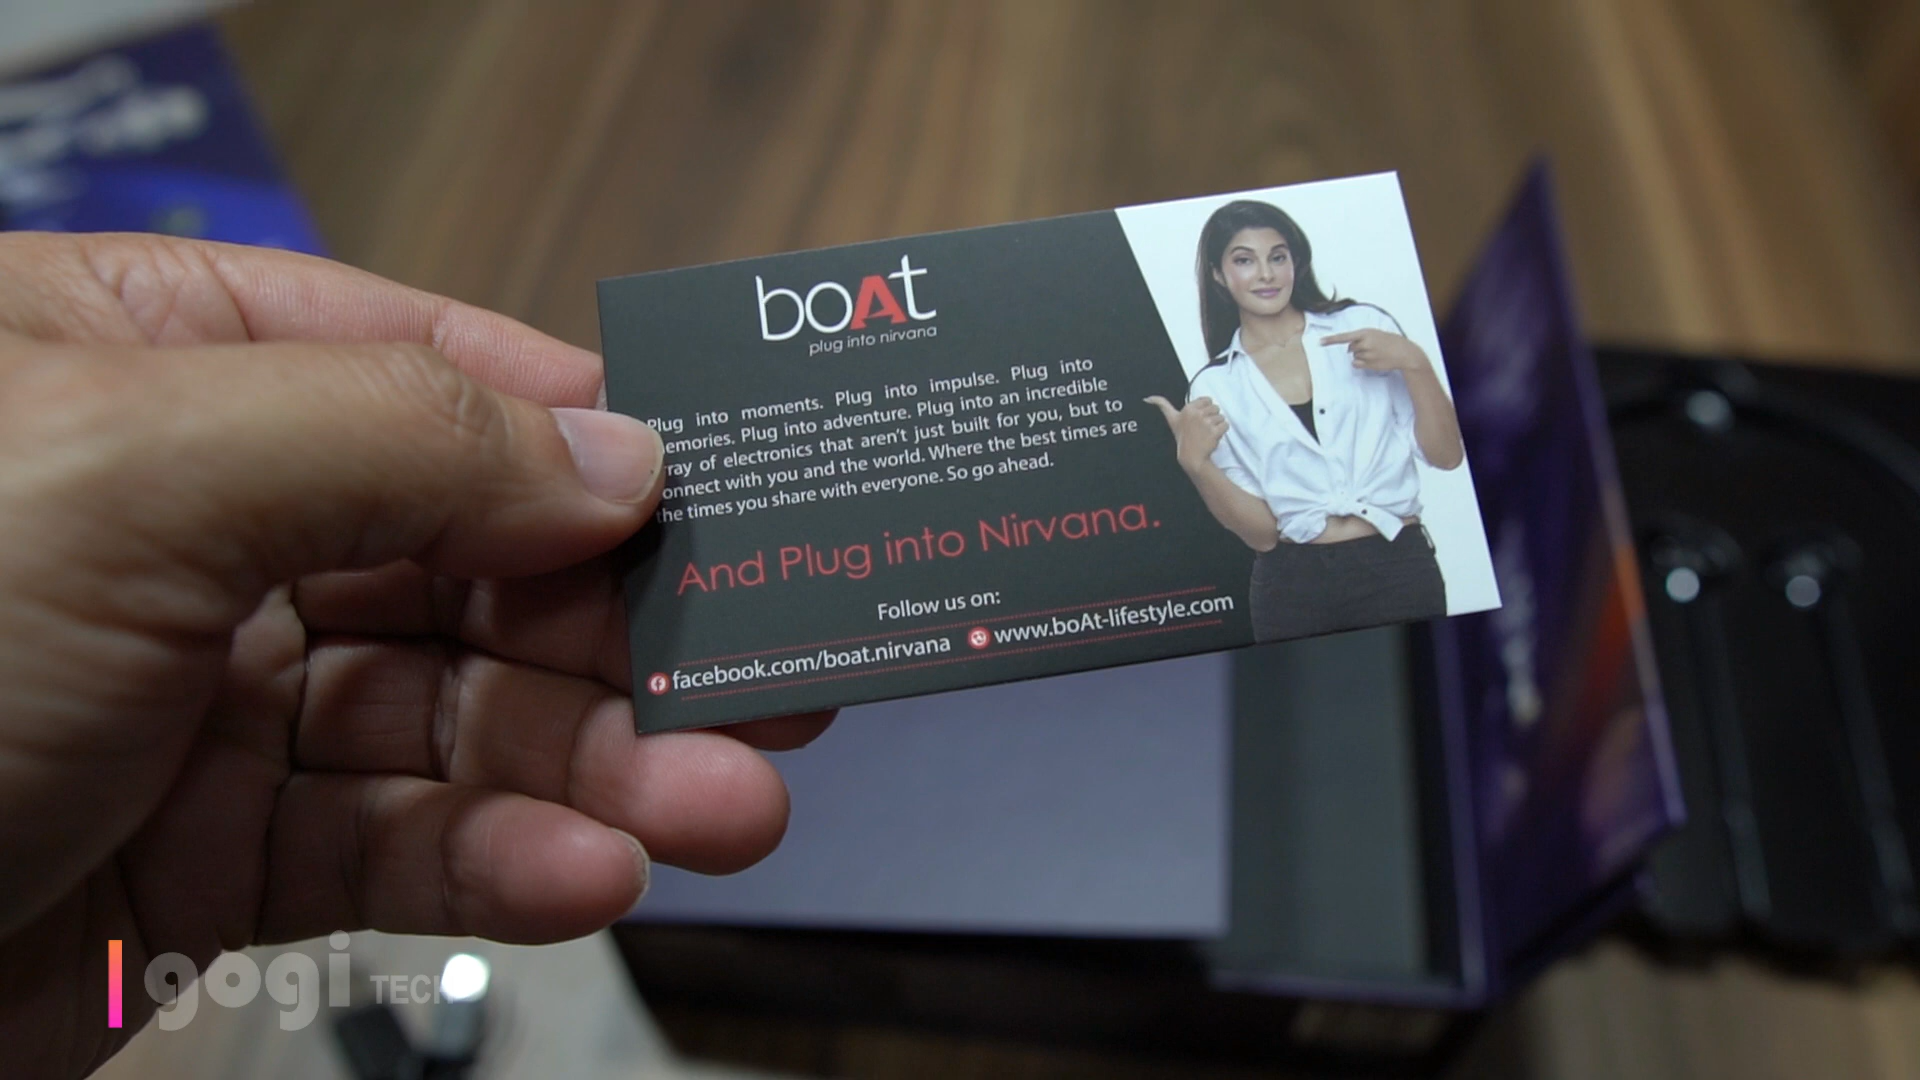 boAt
plug into nirvana
Plug into moments. Plug into impulse. Plug into
emories. Plug into adventure. Plug into an incredible
ray of electronics that aren't just built for you, but to
onnect with you and the world. Where the best times are
the times you share with everyone. So go ahead.
And Plug into Nirvana.
Follow us on:
facebook.com/boat.nirvana www.boAt-lifestyle.com
gogi TECH